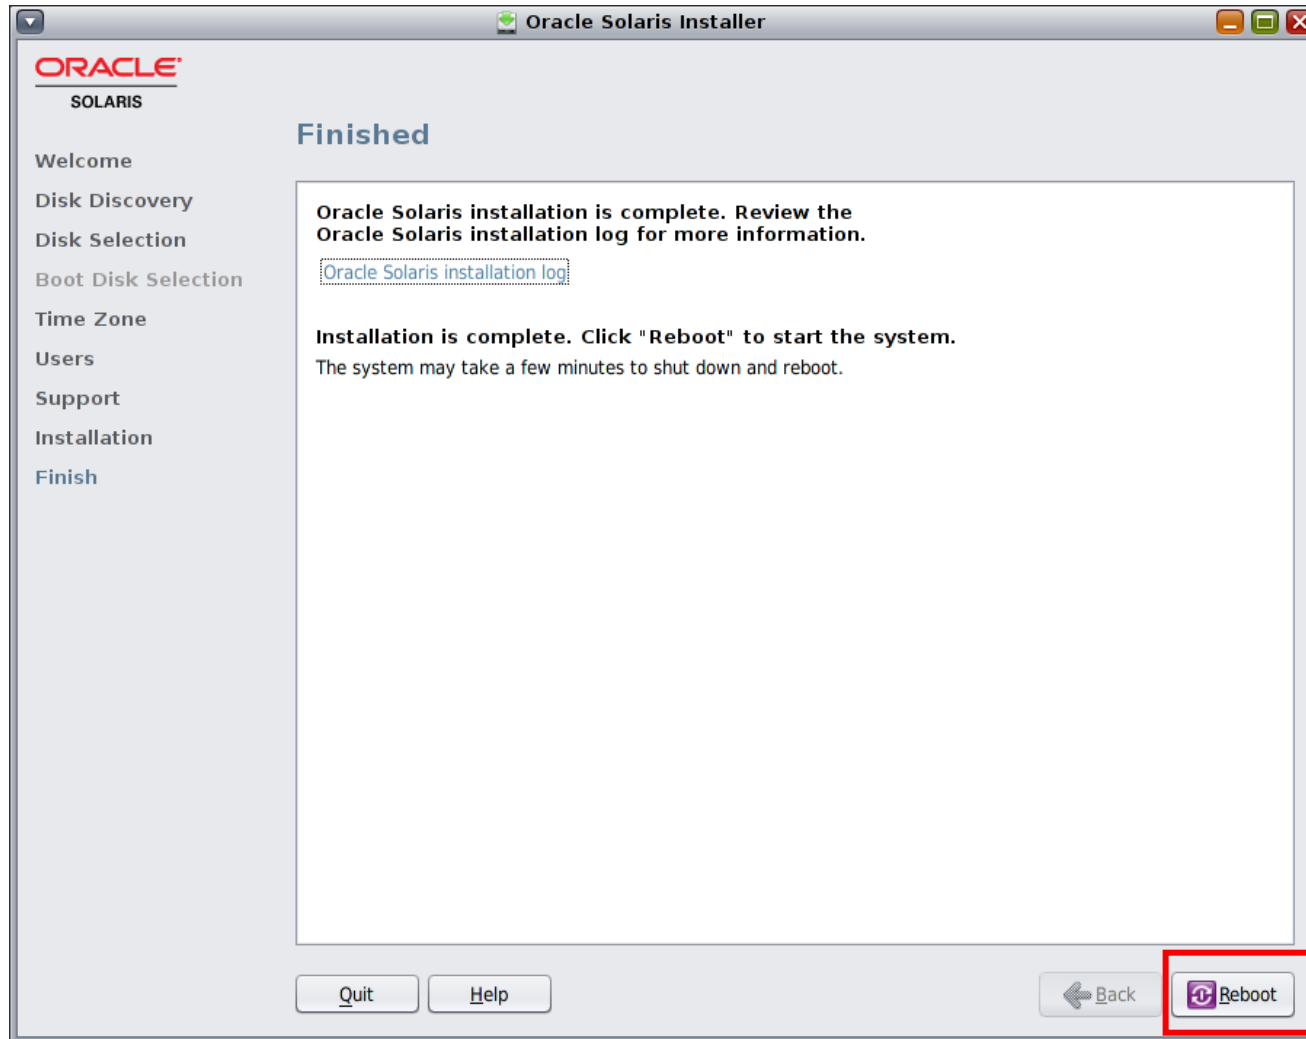 Oracle Solaris Installer
ORACLE
SOLARIS
Welcome
Disk Discovery
Disk Selection
Boot Disk Selection
Time Zone
Users
Support
Installation
Finish
Finished
Oracle Solaris installation is complete. Review the
Oracle Solaris installation log for more information.
Oracle Solaris installation log
Installation is complete. Click "Reboot" to start the system.
The system may take a few minutes to shut down and reboot.
Quit
Help
Back
Reboot